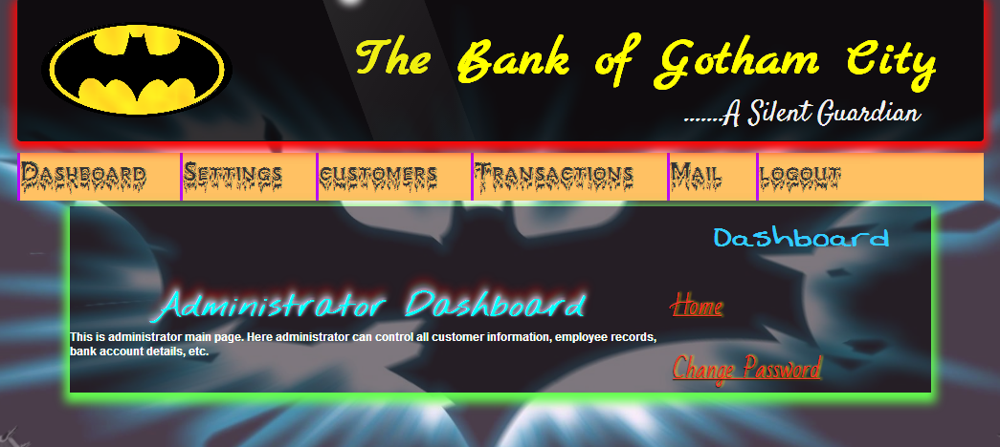 The Bank of Gotham City
.......A Silent Guardian
Dashboard Settings customers Transactions Mail logout
Dashboard
Administrator Dashboard
This is administrator main page. Here administrator can control all customer information, employee records,
bank account details, etc.
Home
Change Password